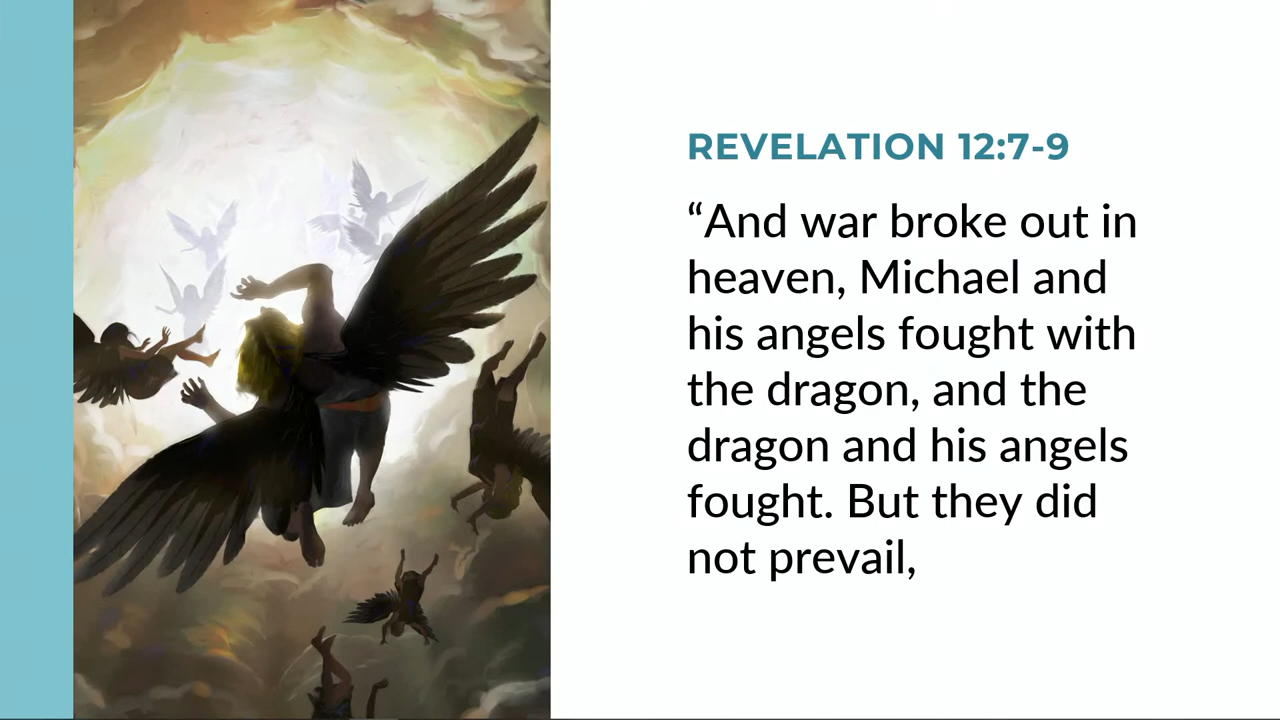 REVELATION 12:7-9
“And war broke out in
heaven, Michael and
his angels fought with
the dragon, and the
dragon and his angels
fought. But they did
not prevail,